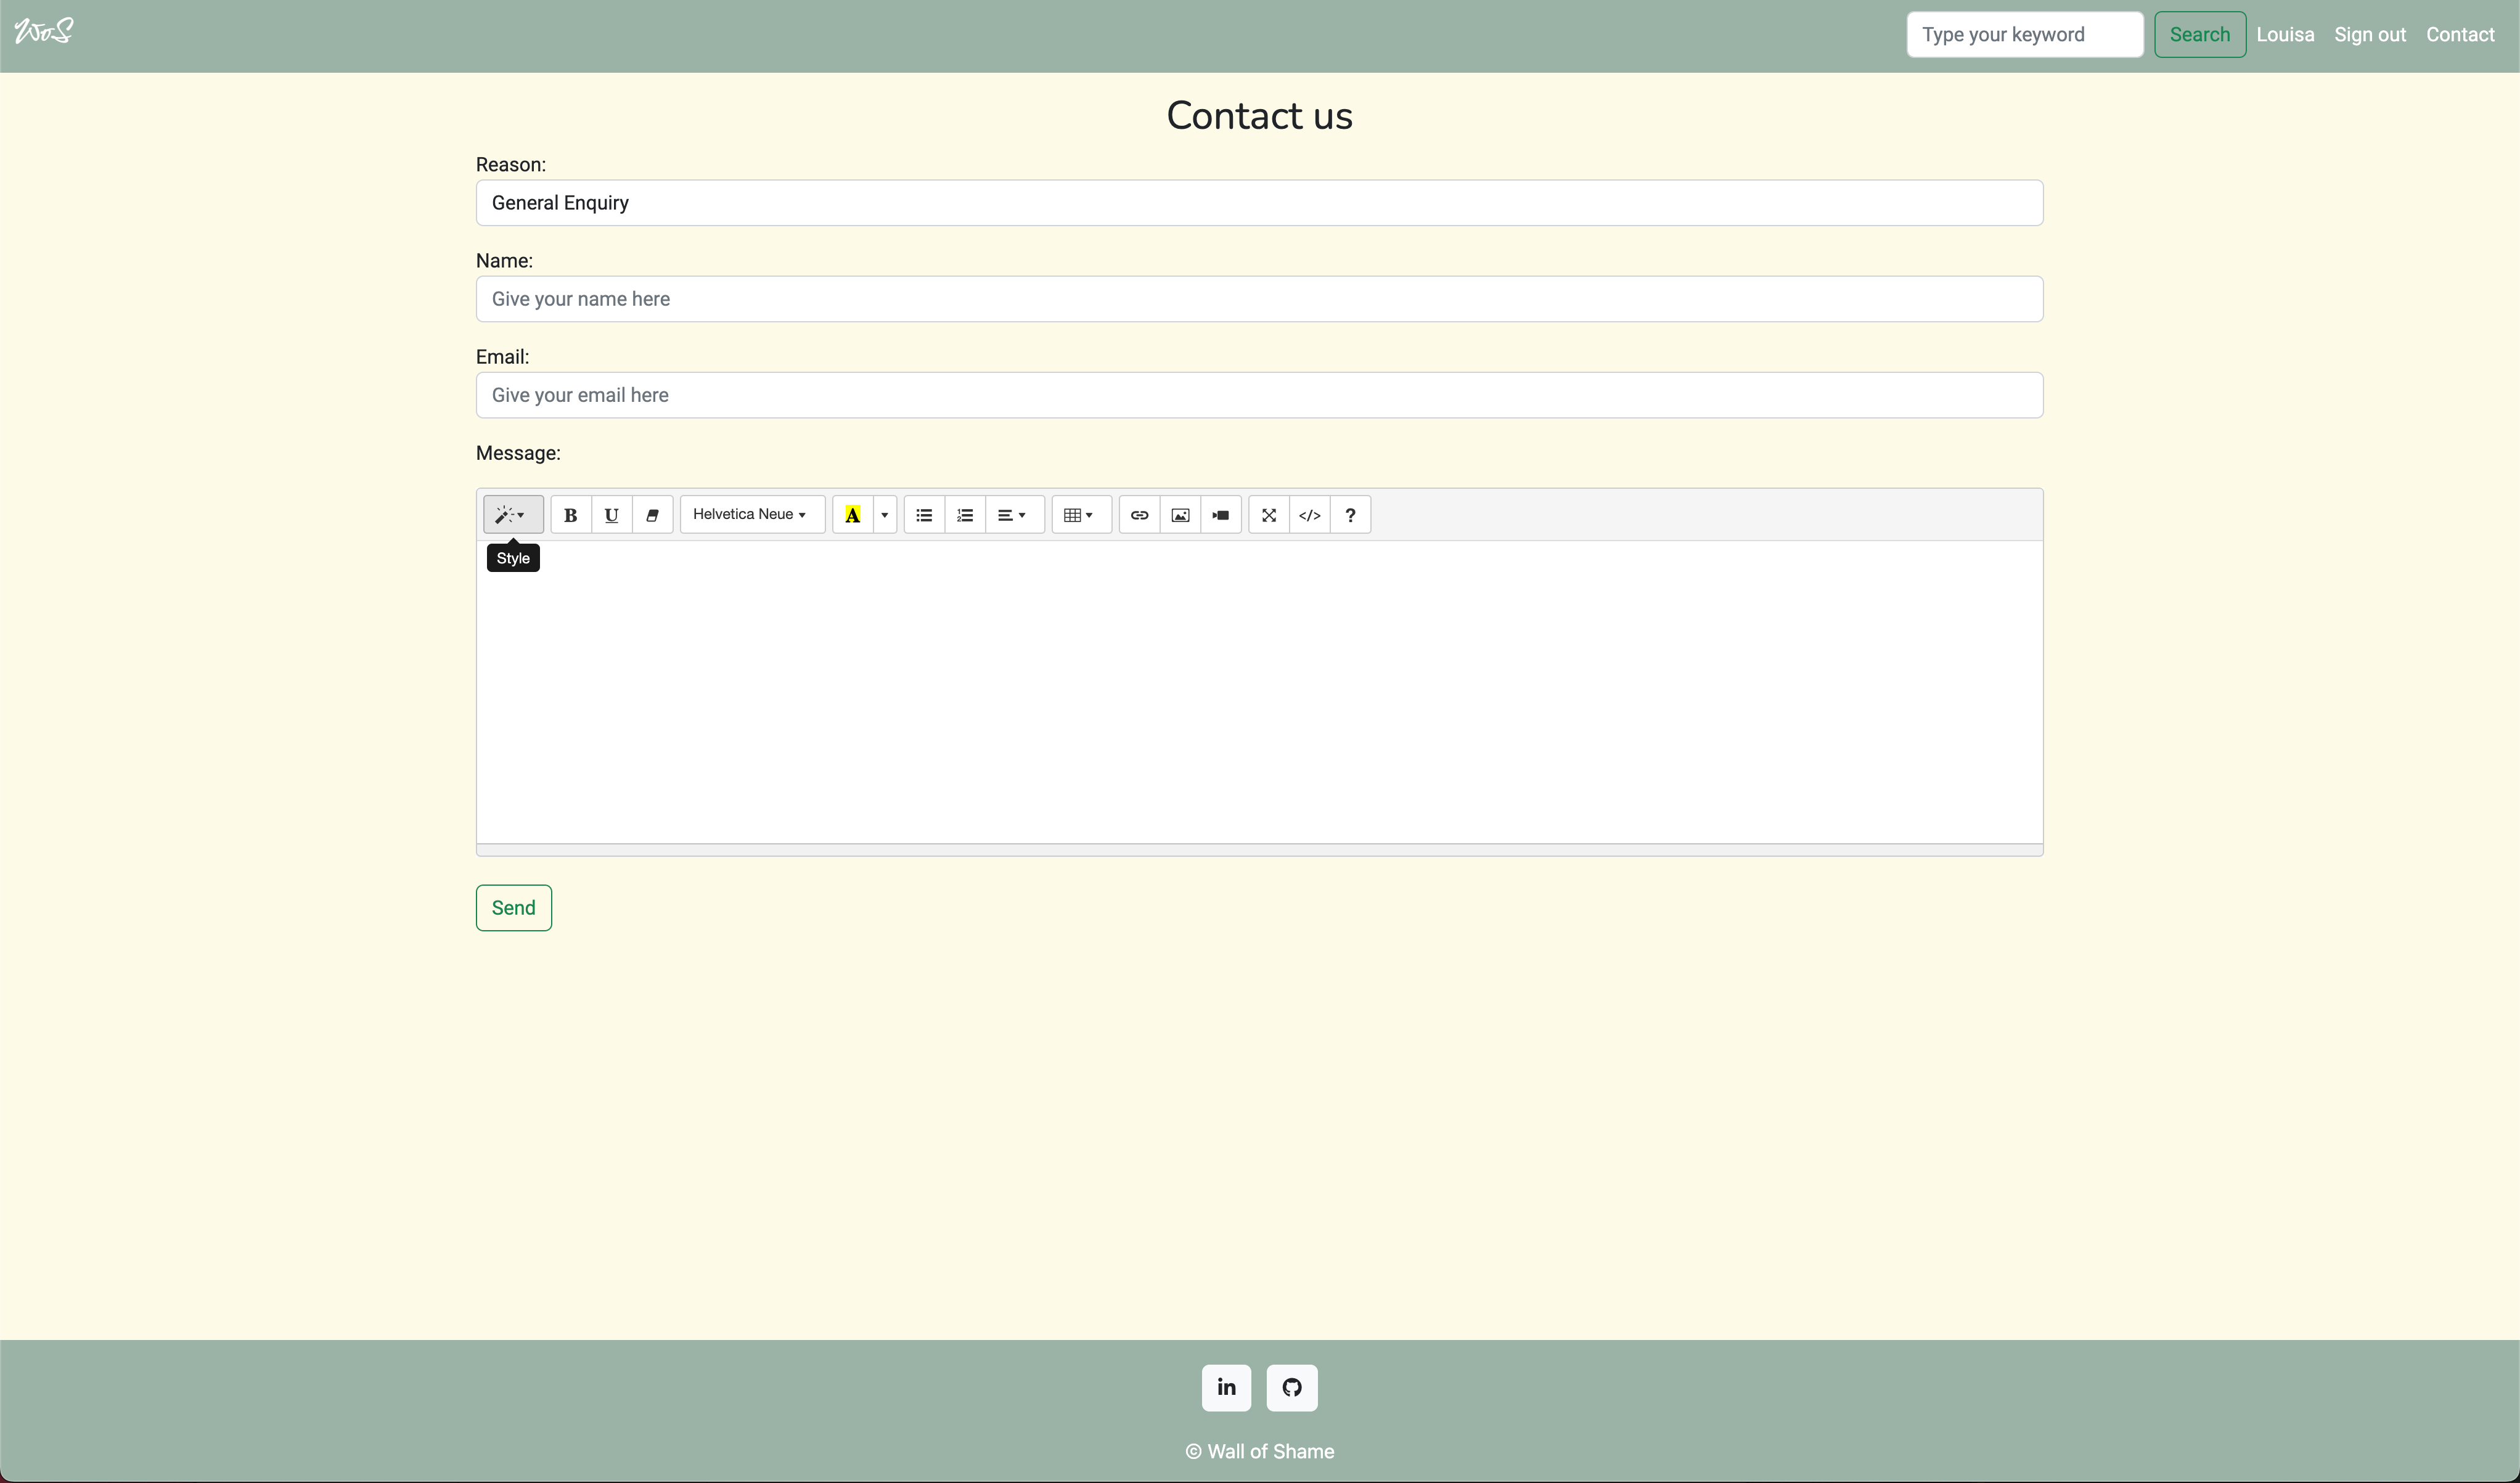 WoS
Type your keyword Search Louisa Sign out Contact
Contact us
Reason:
General Enquiry
Name:
Give your name here
Email:
Give your email here
Message:
B U Helvetica Neue A </> ?
Style
Send
in
© Wall of Shame